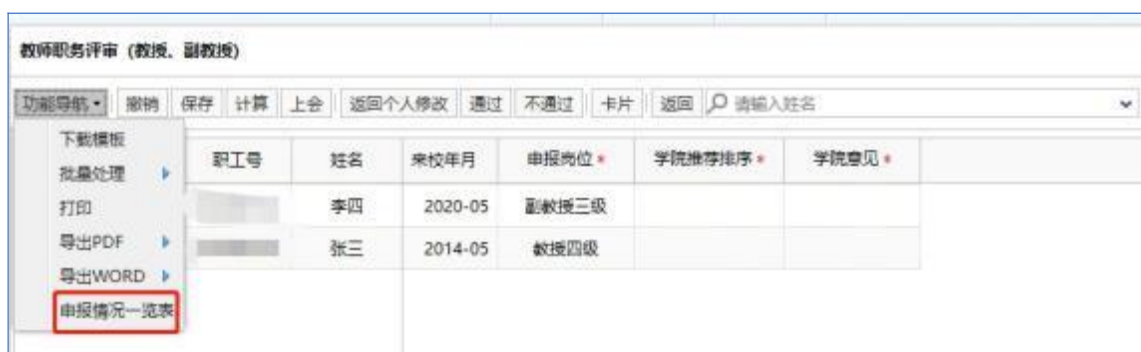 教师职务评审（教授、副教授）
功能导航 撤销 保存 计算 上会 返回个人修改 通过 不通过 卡片 返回 请输入姓名
下载模板
批量处理
打印
导出PDF
导出WORD
申报情况一览表
职工号 姓名 来校年月 申报岗位* 学院推荐排序* 学院意见*
李四 2020-05 副教授三级
张三 2014-05 教授四级